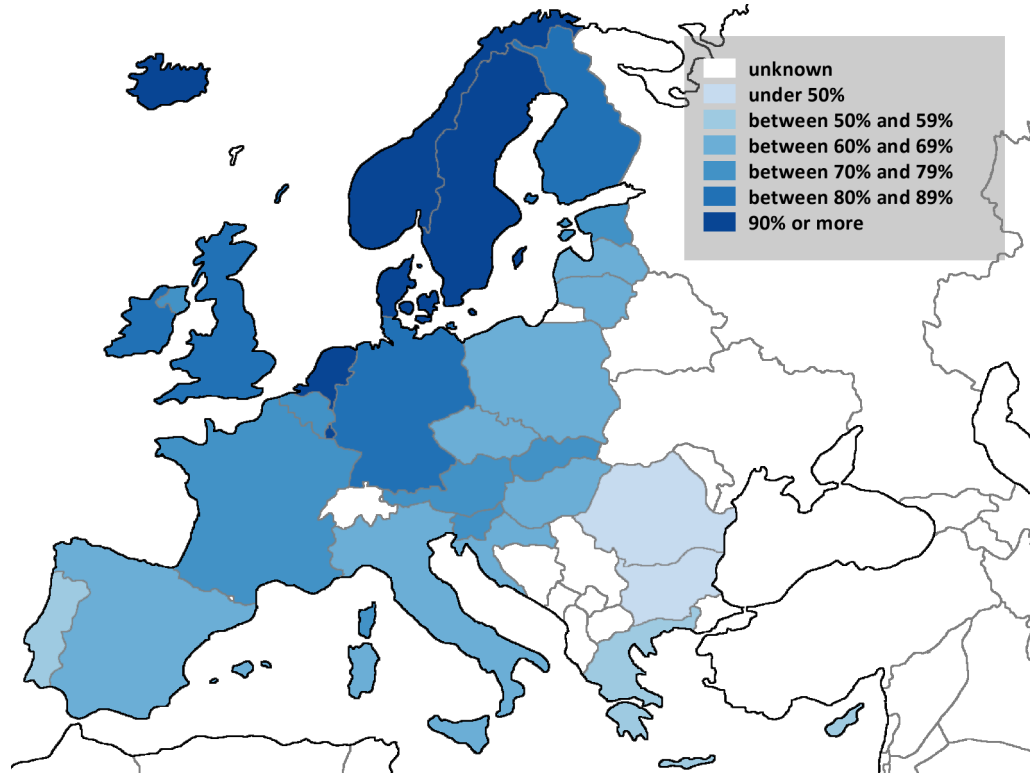 unknown
under 50%
between 50% and 59%
between 60% and 69%
between 70% and 79%
between 80% and 89%
90% or more